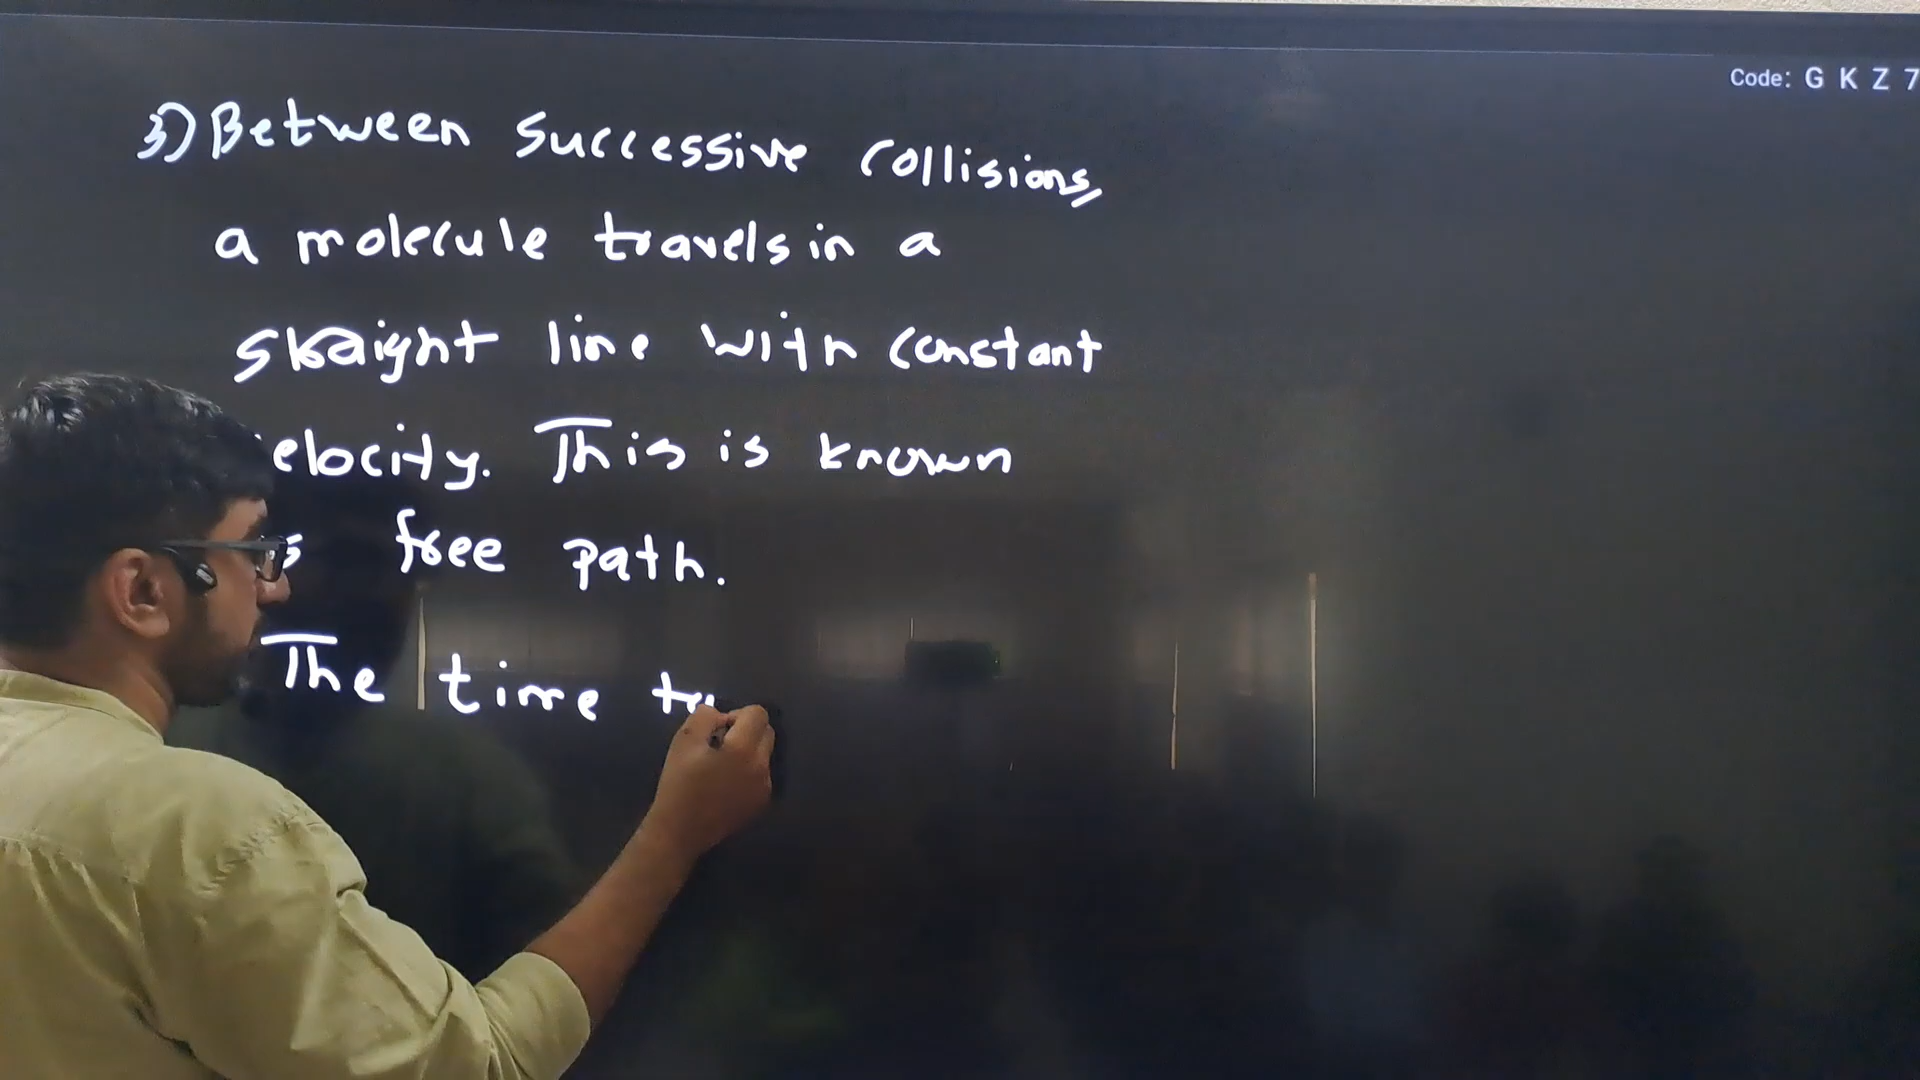 Code: G K Z 7
3) Between successive collisions,
a molecule travels in a
straight line with constant
elocity. This is known
s free path.
The time